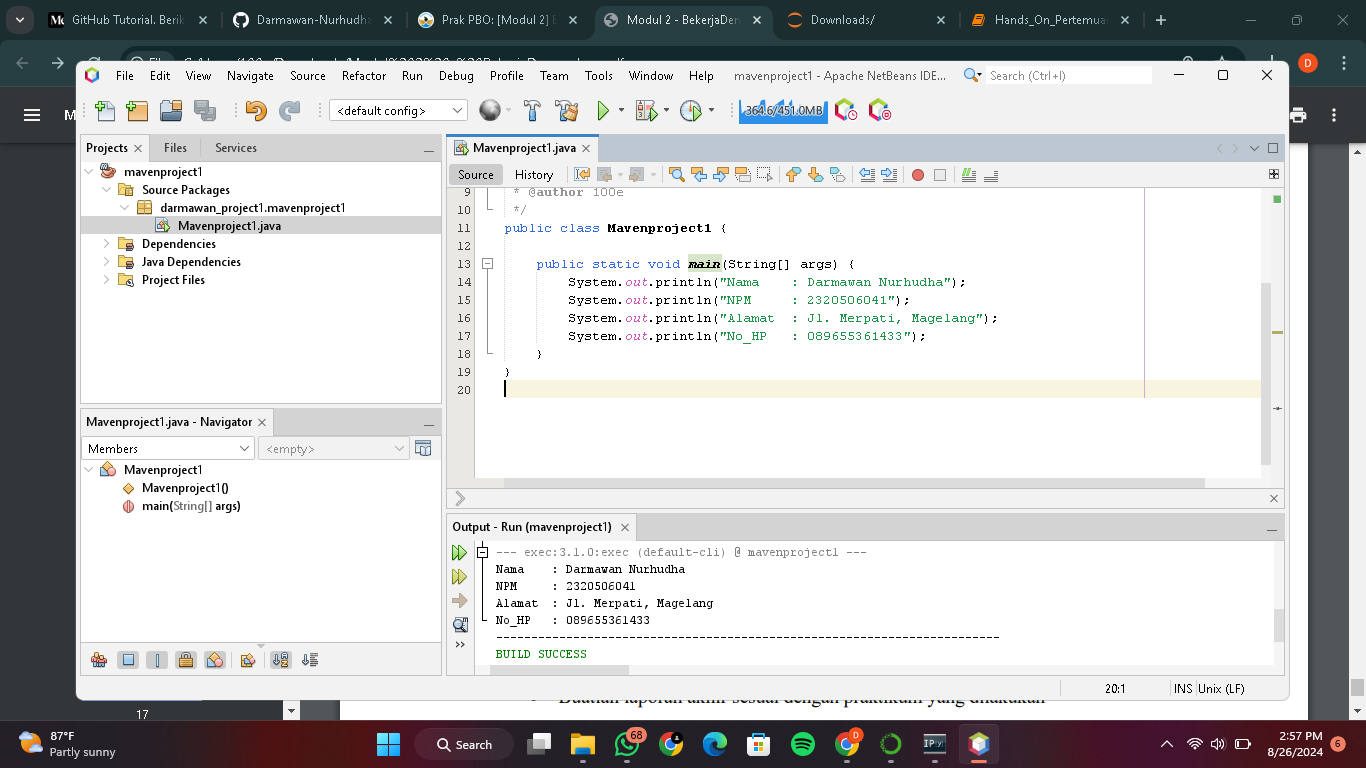 GitHub Tutorial. Berik
Darmawan-Nurhudha
Prak PBO: [Modul 2] E
Modul 2 - BekerjaDen
Downloads/
Hands_On_Pertemua
D
File Edit View Navigate Source Refactor Run Debug Profile Team Tools Window Help mavenproject1 - Apache NetBeans IDE... Search (Ctrl+I)
<default config> 364.6/451.0MB
Projects Files Services
mavenproject1
Source Packages
darmawan_project1.mavenproject1
Mavenproject1.java
Dependencies
Java Dependencies
Project Files
Mavenproject1.java - Navigator
Members <empty>
Mavenproject1
Mavenproject1()
main(String[] args)
Mavenproject1.java
Source History
9 * @author 100e
10 */
11 public class Mavenproject1 {
12
13 public static void main(String[] args) {
14 System.out.println("Nama    : Darmawan Nurhudha");
15 System.out.println("NPM     : 2320506041");
16 System.out.println("Alamat  : Jl. Merpati, Magelang");
17 System.out.println("No_HP   : 089655361433");
18 }
19 }
20
Output - Run (mavenproject1)
--- exec:3.1.0:exec (default-cli) @ mavenproject1 ---
Nama    : Darmawan Nurhudha
NPM     : 2320506041
Alamat  : Jl. Merpati, Magelang
No_HP   : 089655361433
------------------------------------------------------------------------
BUILD SUCCESS
20:1 INS Unix (LF)
17
87°F
Partly sunny
Search
68
D
IPy
2:57 PM
8/26/2024
6